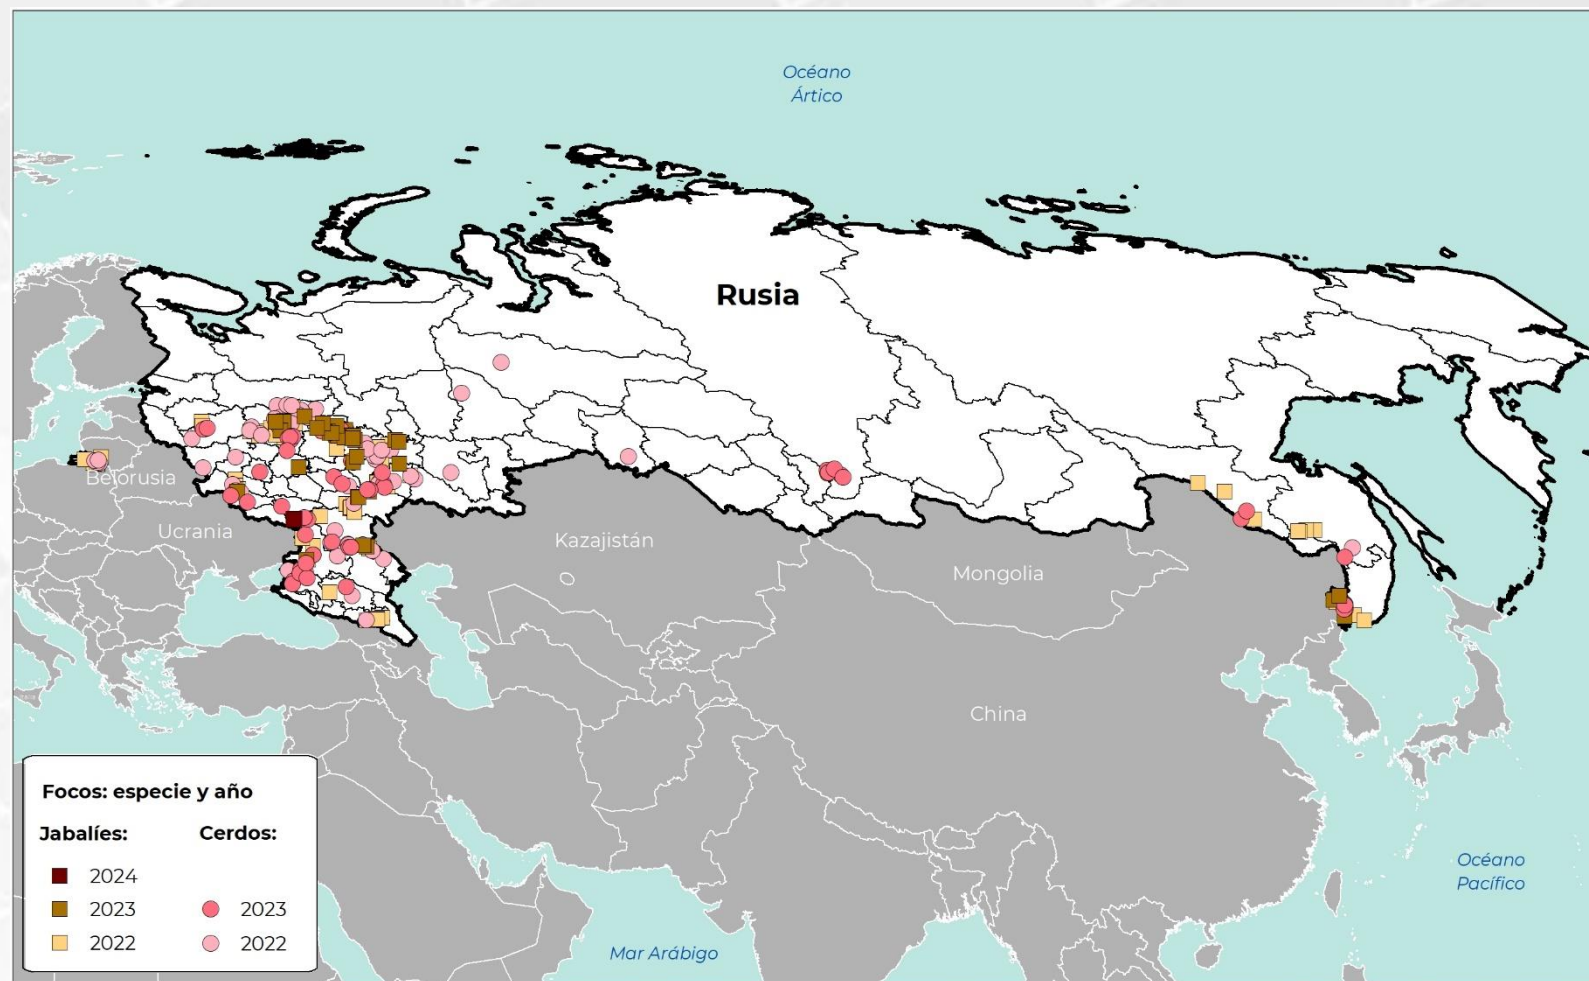 Océano
Ártico
Rusia
Belorusia
Ucrania
Kazajistán
Mongolia
China
Océano
Pacífico
Mar Arábigo
Focos: especie y año
Jabalíes: Cerdos:
2024
2023 2023
2022 2022